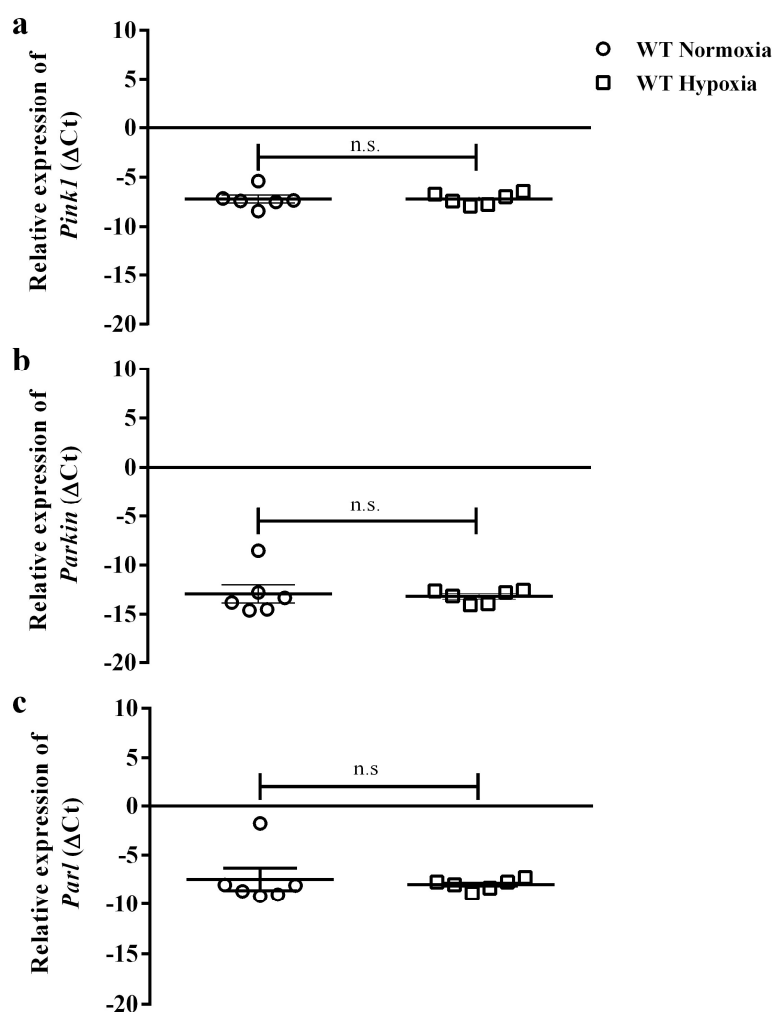 a
WT Normoxia
WT Hypoxia
Relative expression of
Pink1 (ΔCt)
10
5
0
-5
-10
-15
-20
n.s.
b
Relative expression of
Parkin (ΔCt)
10
5
0
-5
-10
-15
-20
n.s.
c
Relative expression of
Parl (ΔCt)
10
5
0
-5
-10
-15
-20
n.s